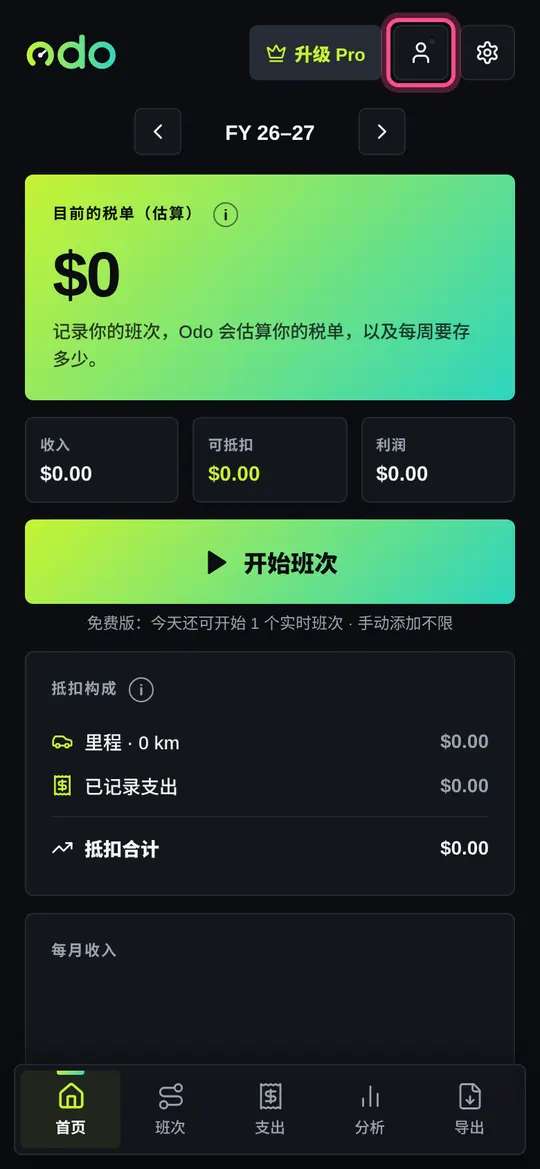 odo
升级 Pro
FY 26–27
目前的税单（估算）
$0
记录你的班次，Odo 会估算你的税单，以及每周要存
多少。
收入
$0.00
可抵扣
$0.00
利润
$0.00
开始班次
免费版：今天还可开始 1 个实时班次 · 手动添加不限
抵扣构成
里程 · 0 km
$0.00
已记录支出
$0.00
抵扣合计
$0.00
每月收入
首页
班次
支出
分析
导出